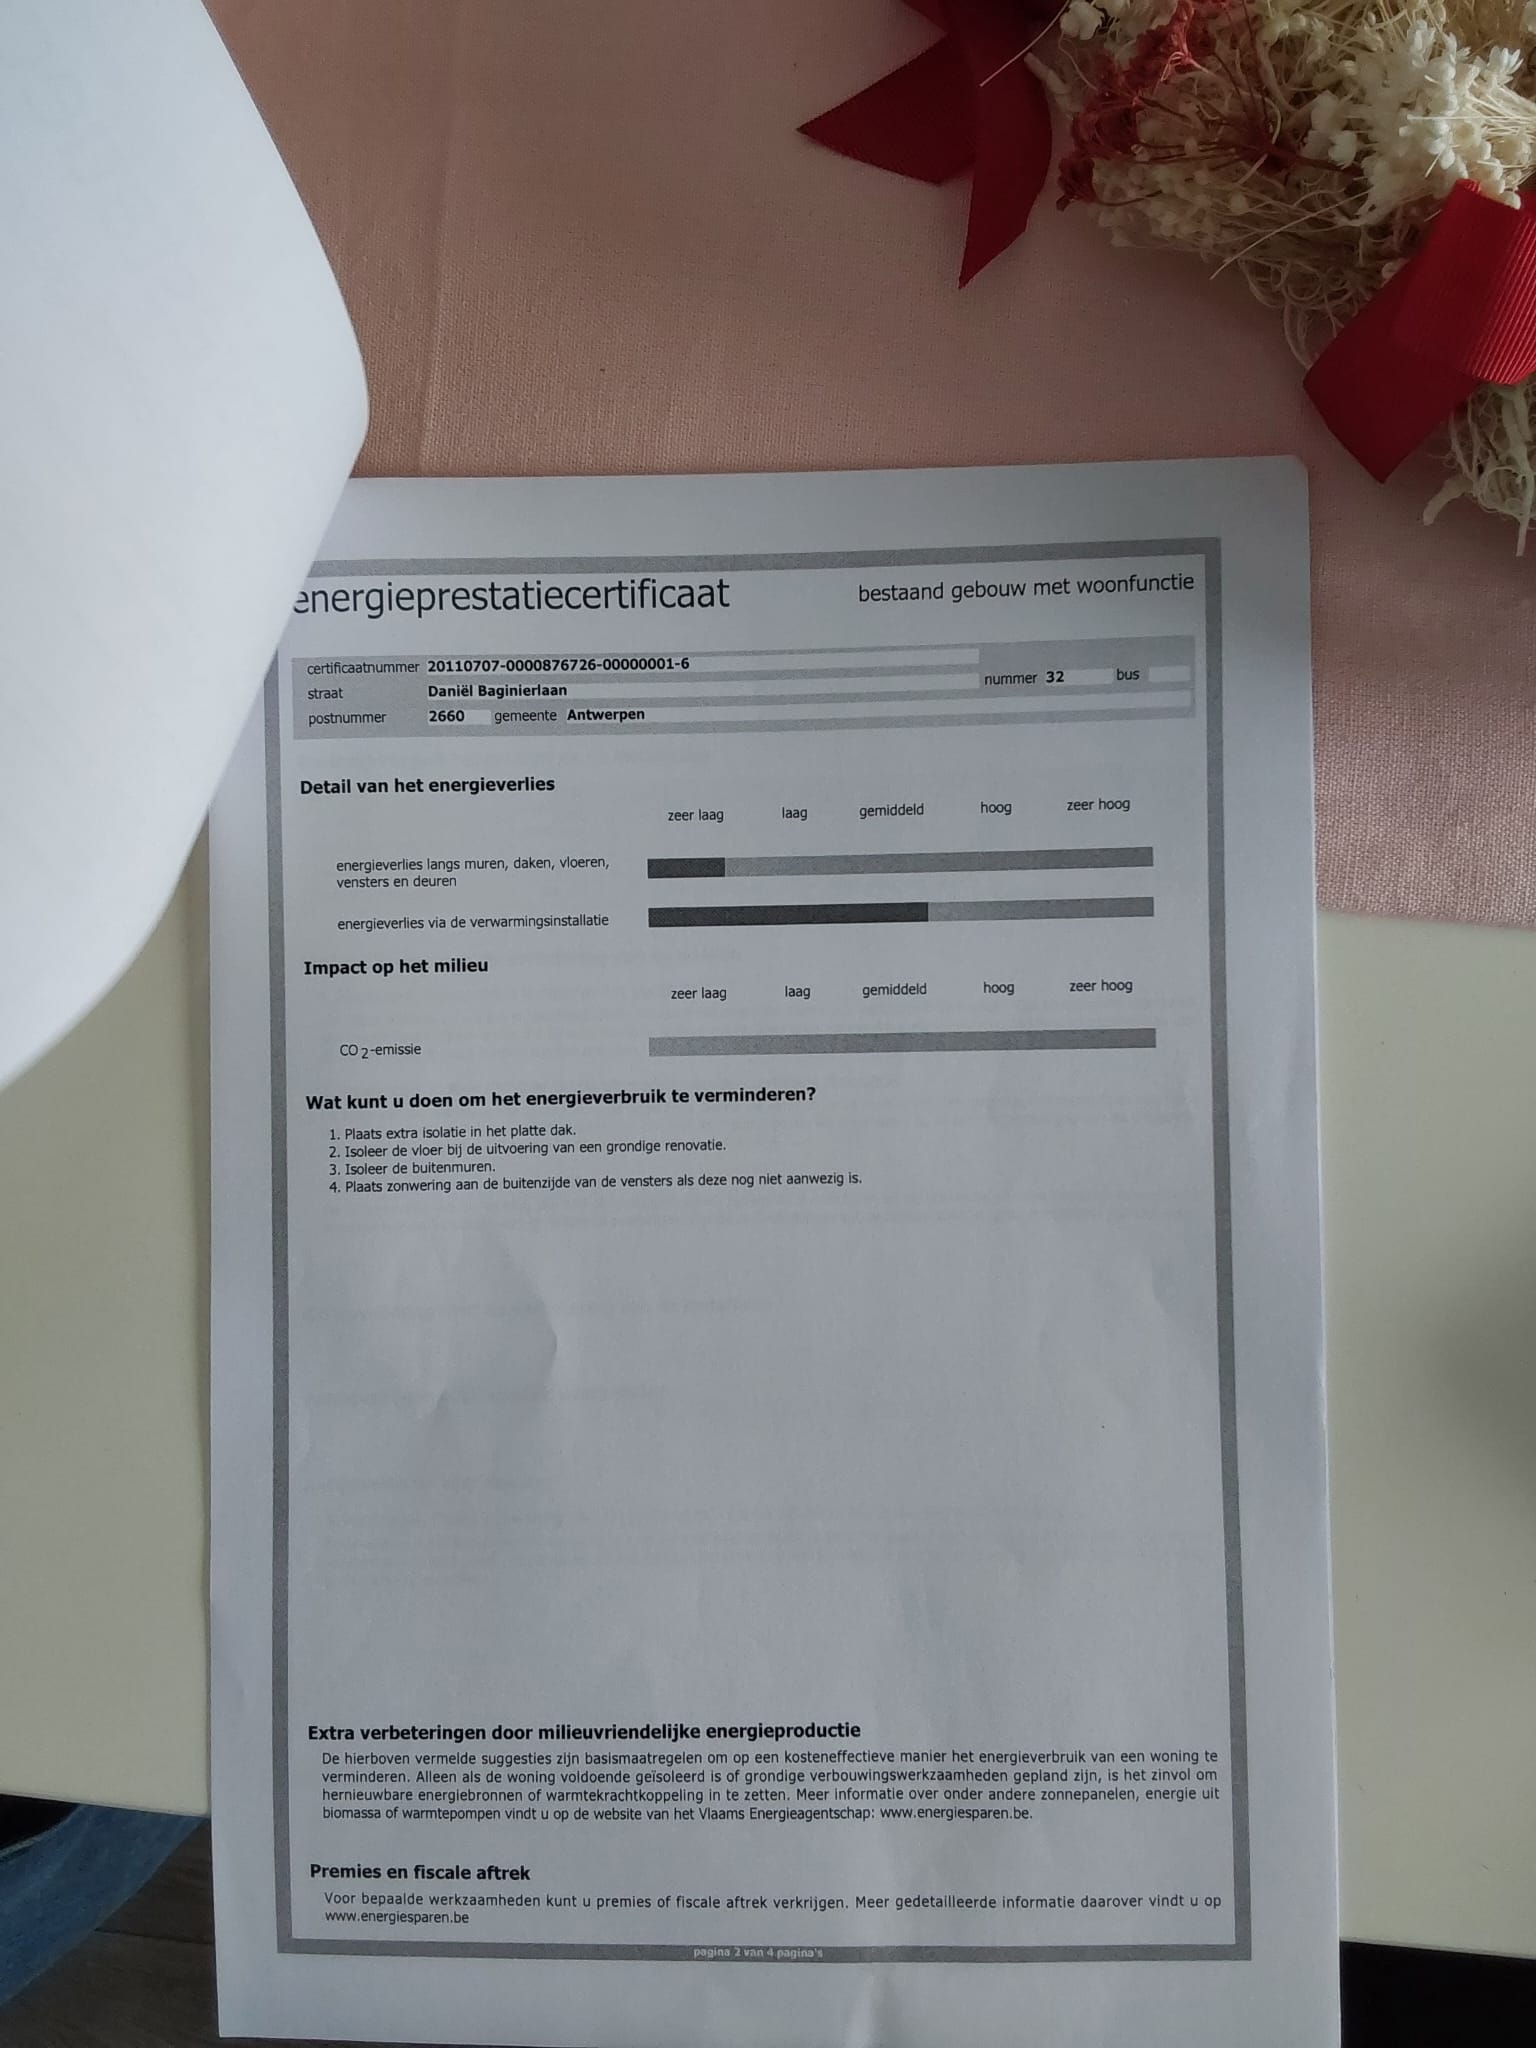 energieprestatiecertificaat
bestaand gebouw met woonfunctie
certificaatnummer 20110707-0000876726-00000001-6
straat Daniël Baginierlaan nummer 32 bus
postnummer 2660 gemeente Antwerpen
Detail van het energieverlies
zeer laag laag gemiddeld hoog zeer hoog
energieverlies langs muren, daken, vloeren,
vensters en deuren
energieverlies via de verwarmingsinstallatie
Impact op het milieu
zeer laag laag gemiddeld hoog zeer hoog
CO2-emissie
Wat kunt u doen om het energieverbruik te verminderen?
1. Plaats extra isolatie in het platte dak.
2. Isoleer de vloer bij de uitvoering van een grondige renovatie.
3. Isoleer de buitenmuren.
4. Plaats zonwering aan de buitenzijde van de vensters als deze nog niet aanwezig is.
Extra verbeteringen door milieuvriendelijke energieproductie
De hierboven vermelde suggesties zijn basismaatregelen om op een kosteneffectieve manier het energieverbruik van een woning te
verminderen. Alleen als de woning voldoende geïsoleerd is of grondige verbouwingswerkzaamheden gepland zijn, is het zinvol om
hernieuwbare energiebronnen of warmtekrachtkoppeling in te zetten. Meer informatie over onder andere zonnepanelen, energie uit
biomassa of warmtepompen vindt u op de website van het Vlaams Energieagentschap: www.energiesparen.be.
Premies en fiscale aftrek
Voor bepaalde werkzaamheden kunt u premies of fiscale aftrek verkrijgen. Meer gedetailleerde informatie daarover vindt u op
www.energiesparen.be
pagina 2 van 4 pagina's